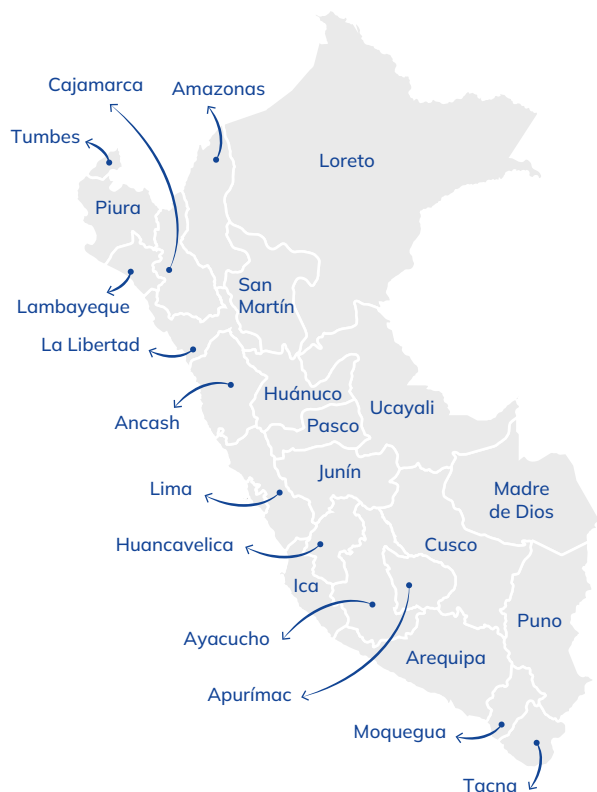 Cajamarca
Amazonas
Tumbes
Loreto
Piura
San
Martín
Lambayeque
La Libertad
Huánuco
Ucayali
Ancash
Pasco
Junín
Lima
Madre
de Dios
Huancavelica
Cusco
Ica
Puno
Ayacucho
Arequipa
Apurímac
Moquegua
Tacna